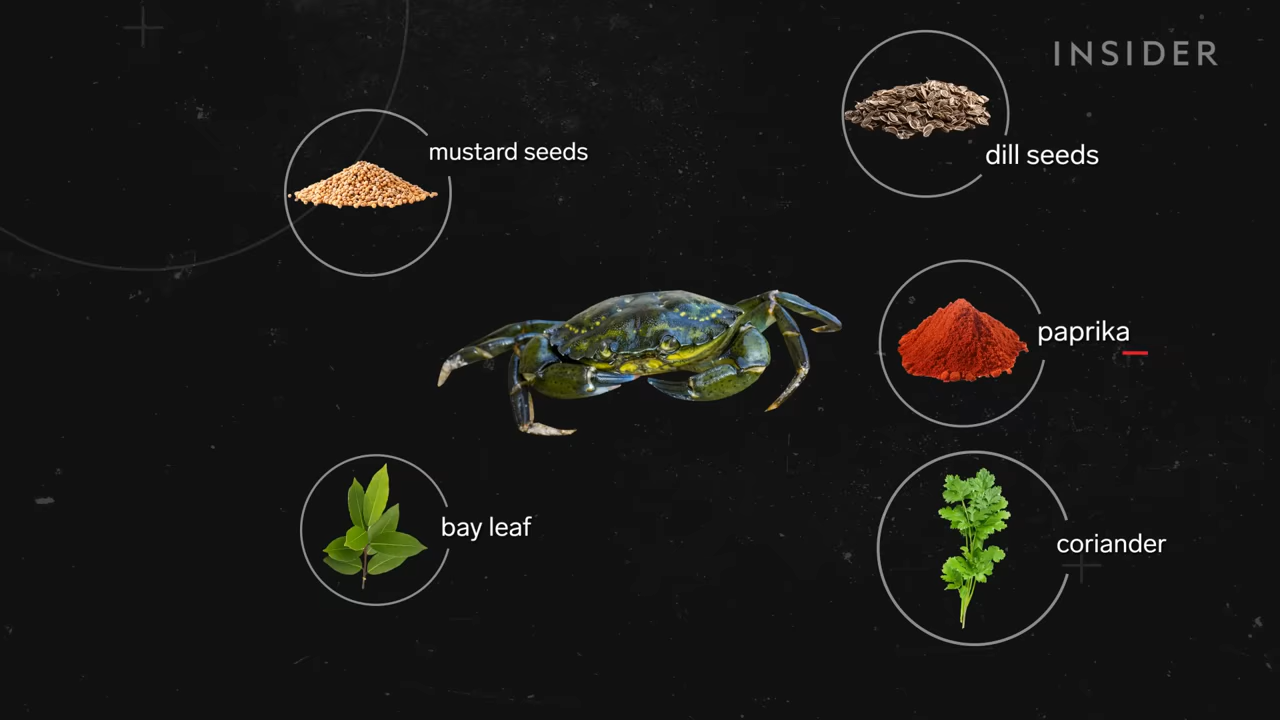 INSIDER
mustard seeds
dill seeds
paprika
bay leaf
coriander